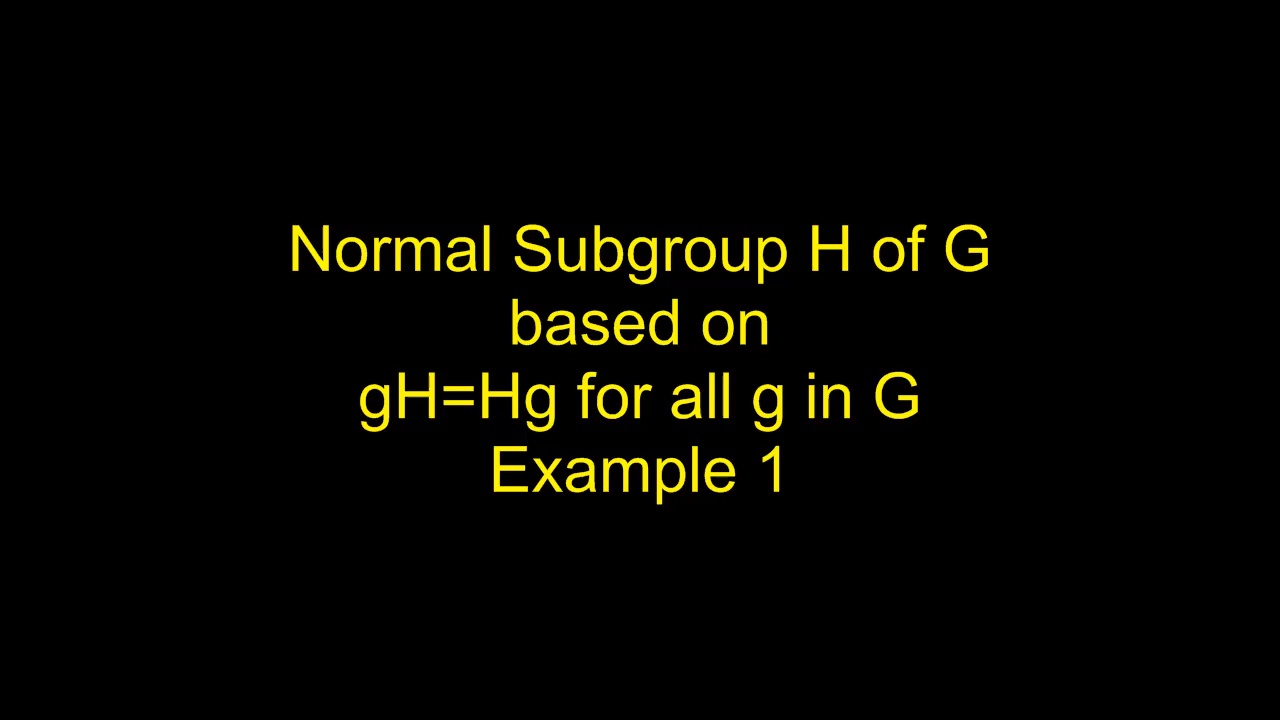 Normal Subgroup H of G
based on
gH=Hg for all g in G
Example 1